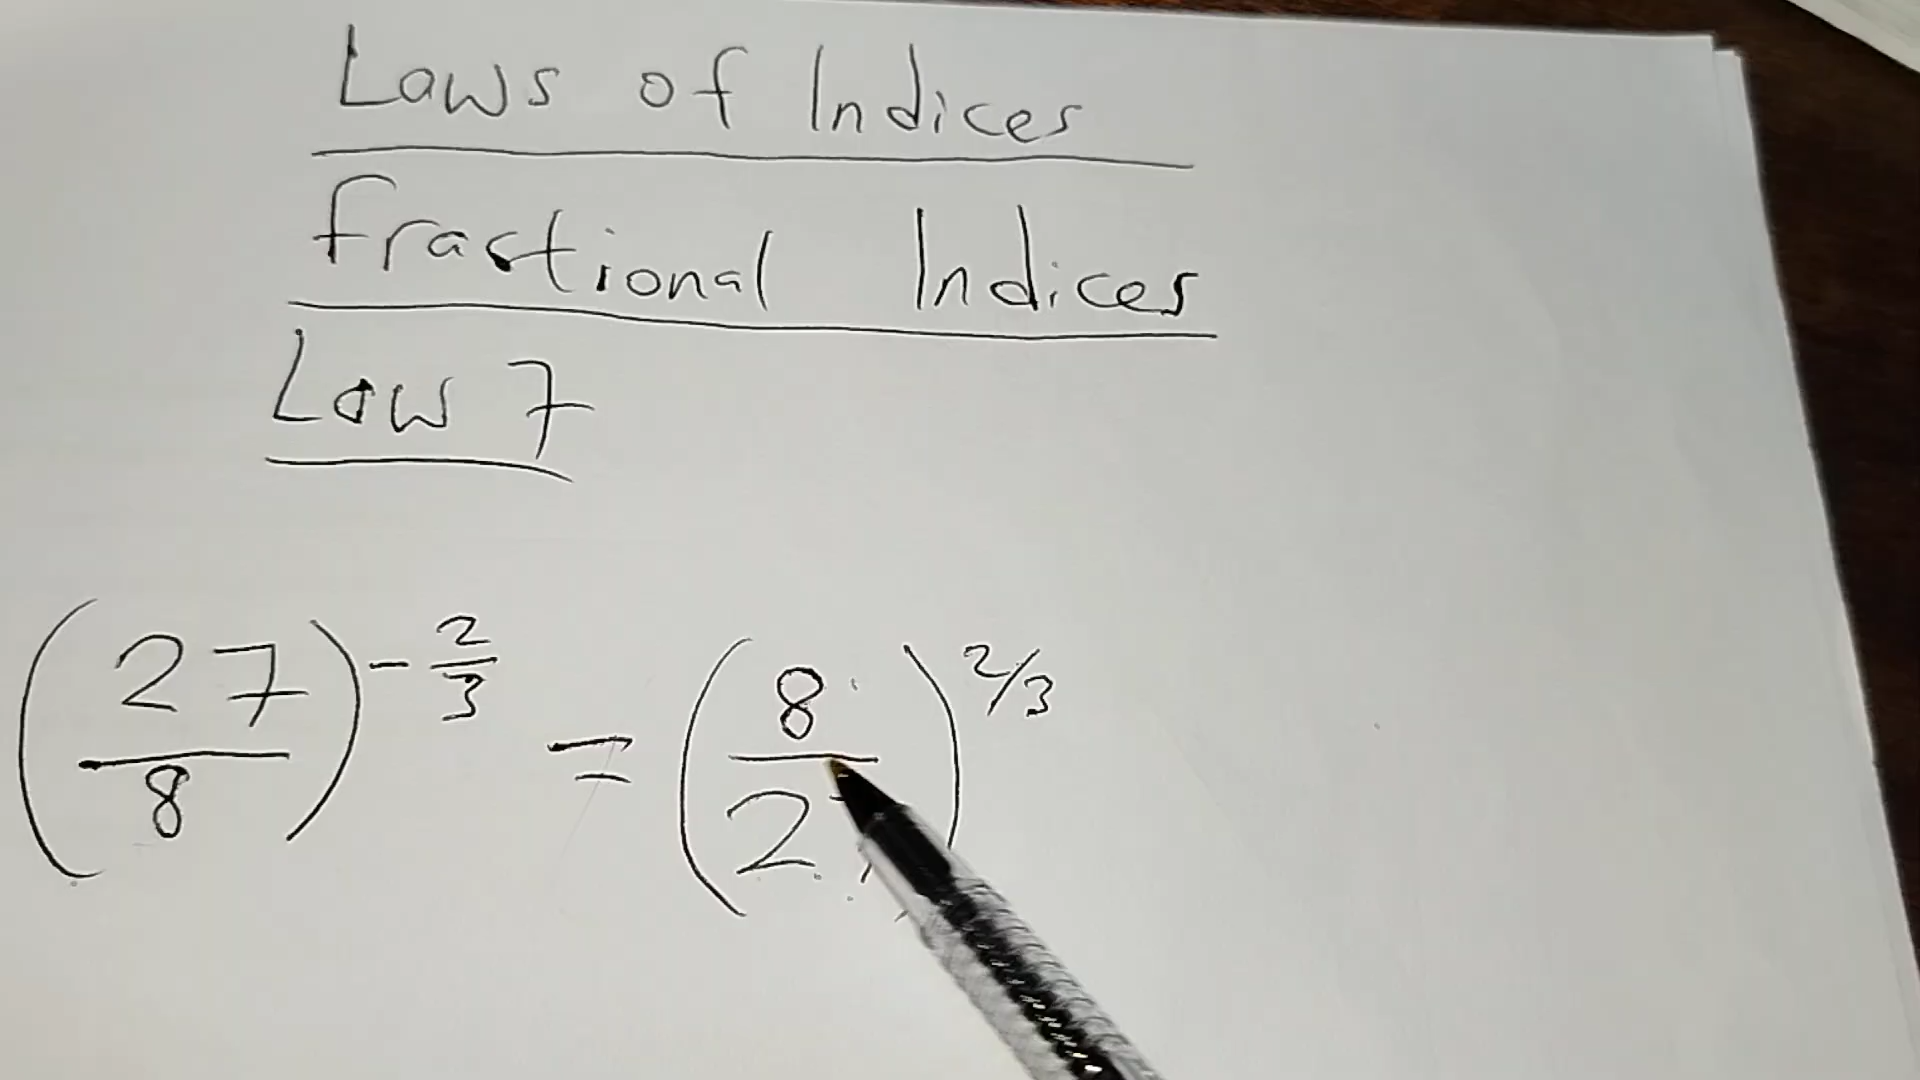 Laws of Indices
Fractional Indices
Law 7
(27/8)^-2/3 = (8/27)^2/3